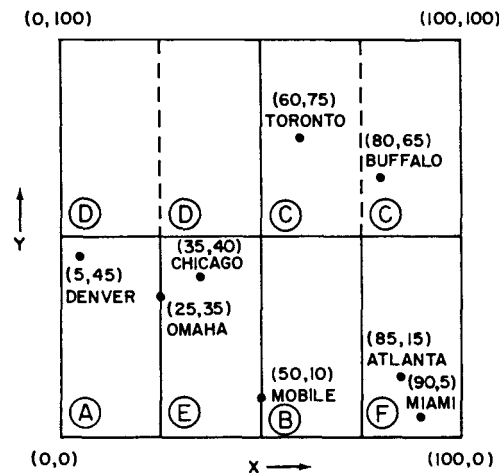 (0,100) (100,100)
(60,75)
TORONTO
(80,65)
BUFFALO
D D C C
Y
(5,45)
DENVER
(35,40)
CHICAGO
(25,35)
OMAHA
(50,10)
MOBILE
(85,15)
ATLANTA
(90,5)
MIAMI
A E B F
(0,0) X (100,0)